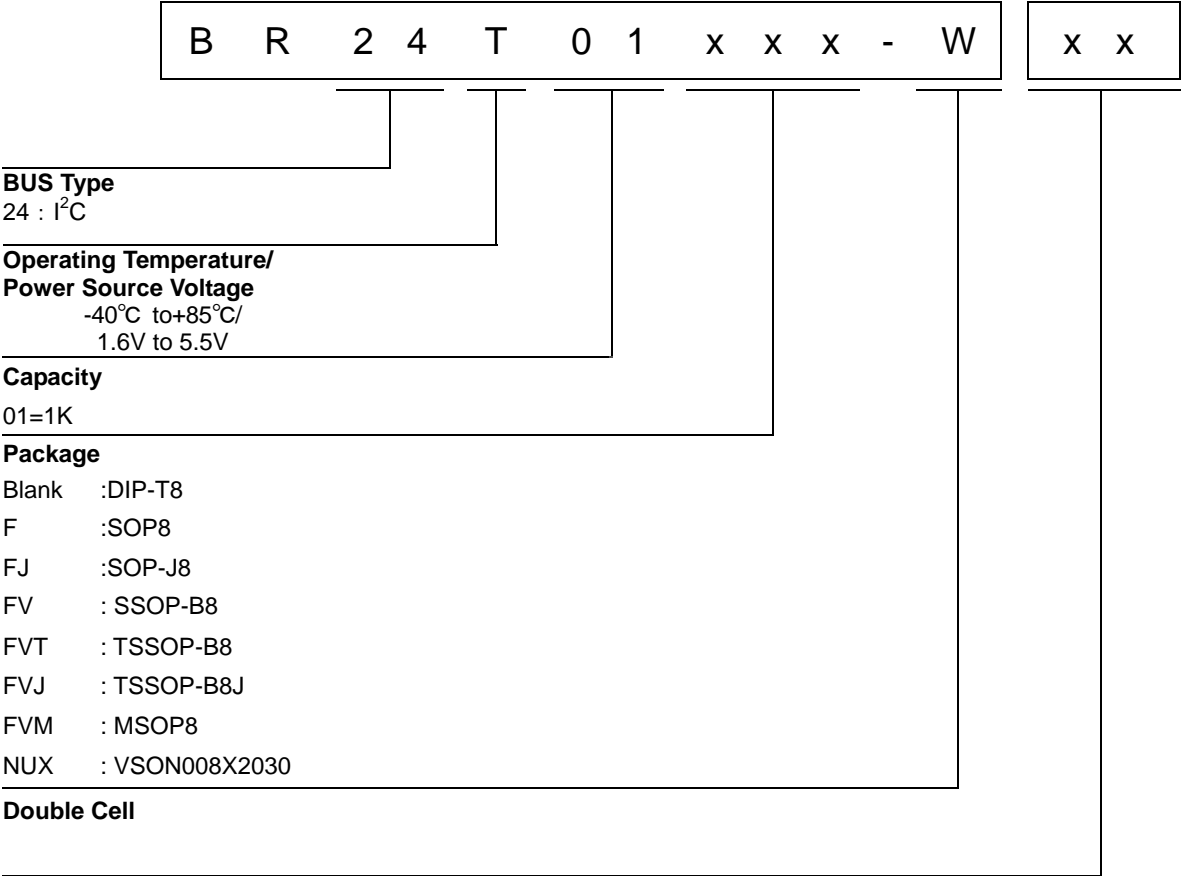 B R 2 4 T 0 1 x x x - W x x
BUS Type
24 : I²C
Operating Temperature/
Power Source Voltage
-40℃ to+85℃/
1.6V to 5.5V
Capacity
01=1K
Package
Blank :DIP-T8
F :SOP8
FJ :SOP-J8
FV : SSOP-B8
FVT : TSSOP-B8
FVJ : TSSOP-B8J
FVM : MSOP8
NUX : VSON008X2030
Double Cell